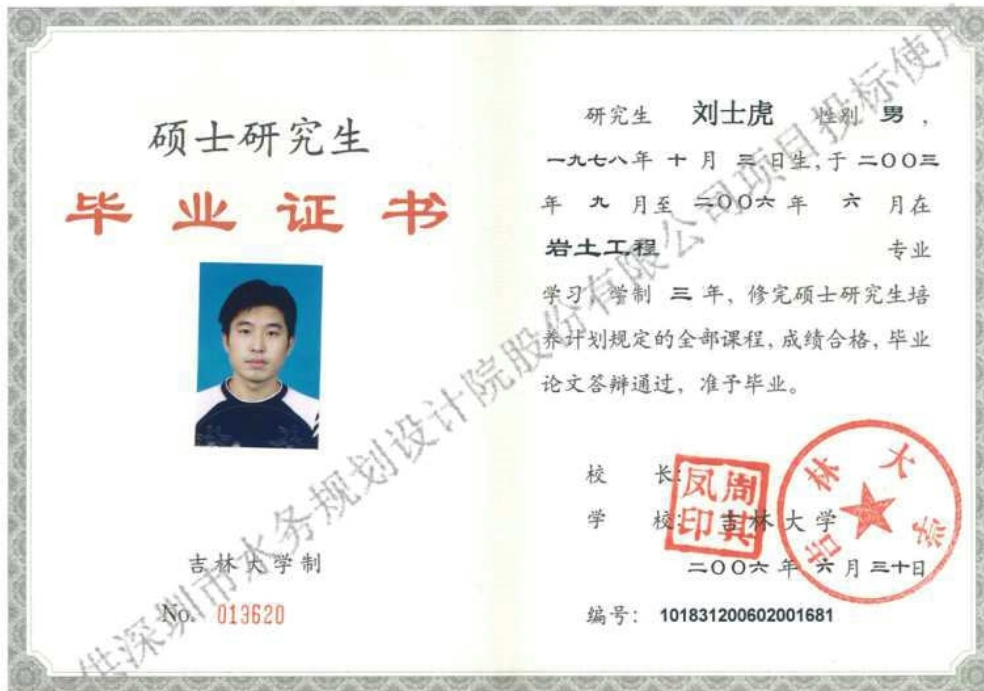 硕士研究生
毕业证书
吉林大学制
No. 013620
研究生 刘士虎 性别 男,
一九七八年 十 月 三 日生,于 二〇〇三
年 九 月至 二〇〇六 年 六 月在
岩土工程 专业
学习,学制 三 年,修完硕士研究生培
养计划规定的全部课程,成绩合格,毕业
论文答辩通过,准予毕业。
校 长:
周其凤印
学 校: 吉林大学
吉林大学
二〇〇六 年 六 月 三十日
编号: 101831200602001681
供深圳市水务规划设计院股份有限公司项目投标使用